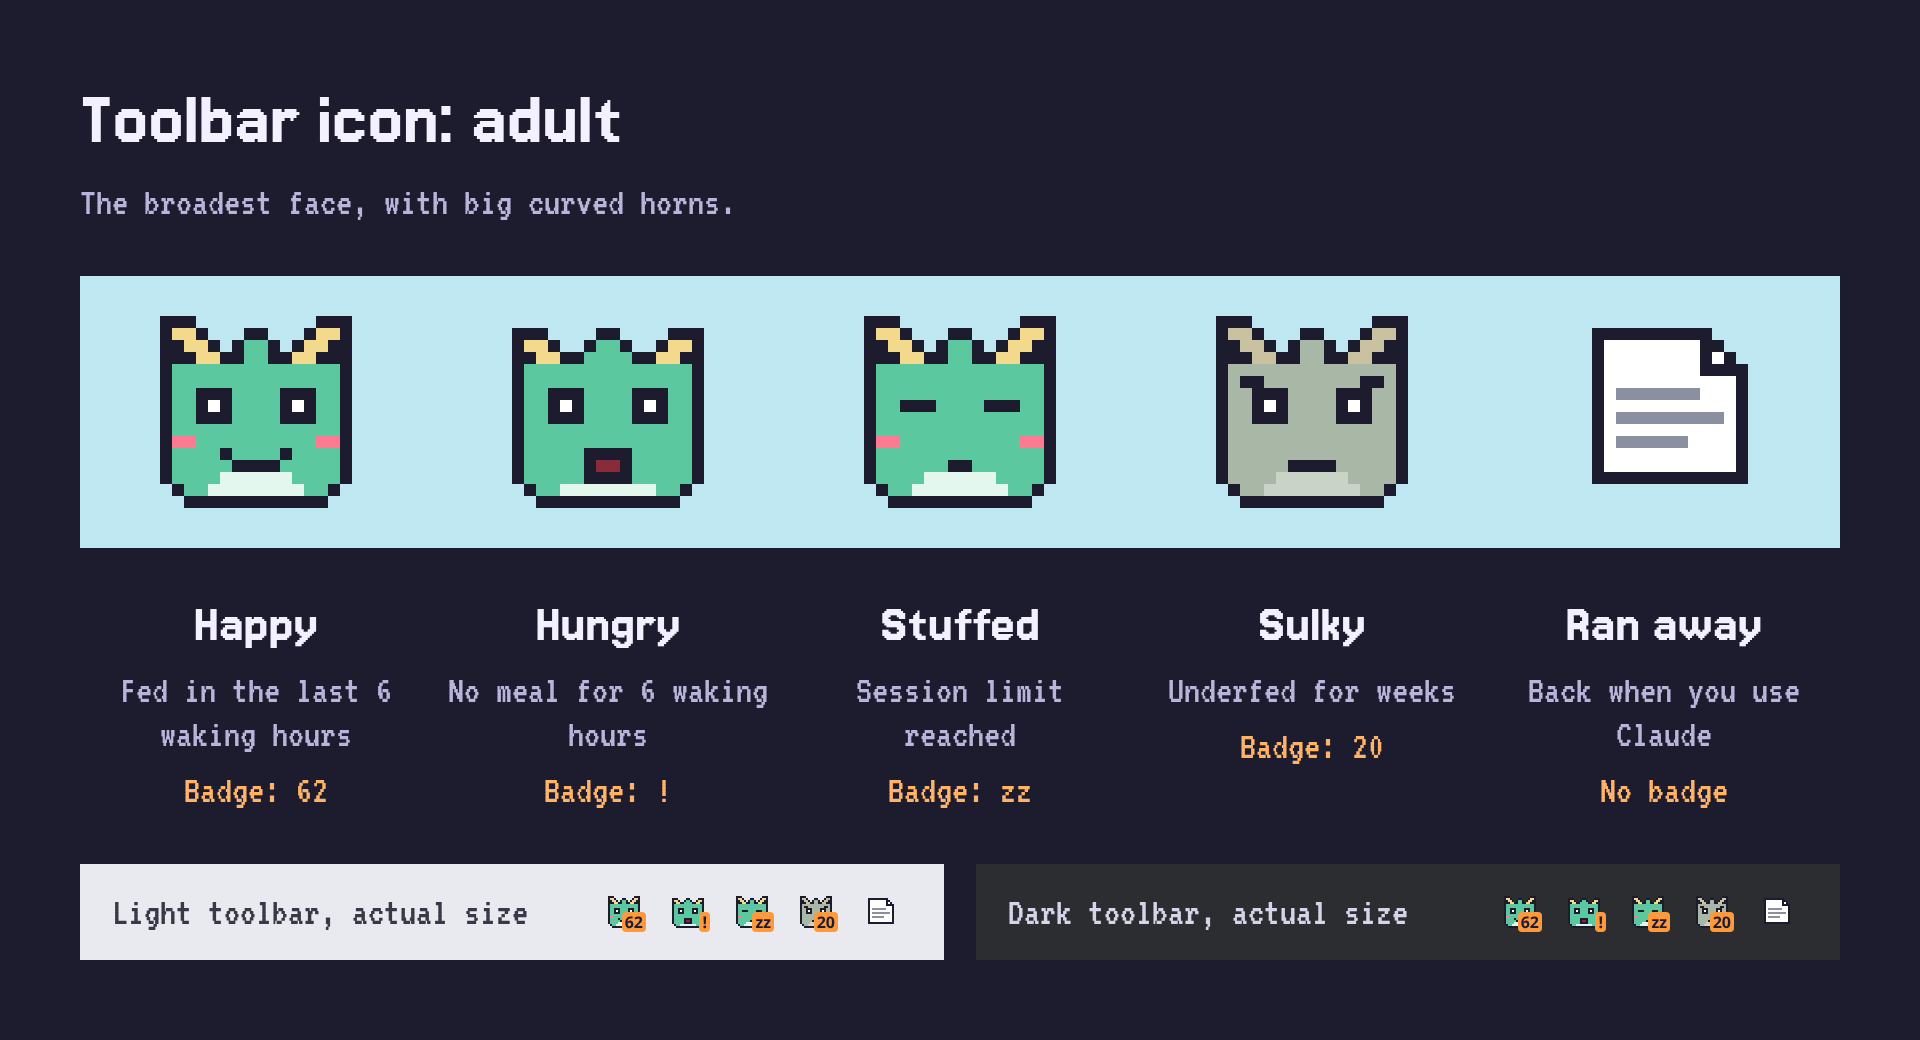 Toolbar icon: adult
The broadest face, with big curved horns.
Happy
Fed in the last 6
waking hours
Badge: 62
Hungry
No meal for 6 waking
hours
Badge: !
Stuffed
Session limit
reached
Badge: zz
Sulky
Underfed for weeks
Badge: 20
Ran away
Back when you use
Claude
No badge
Light toolbar, actual size
62
!
zz
20
Dark toolbar, actual size
62
!
zz
20